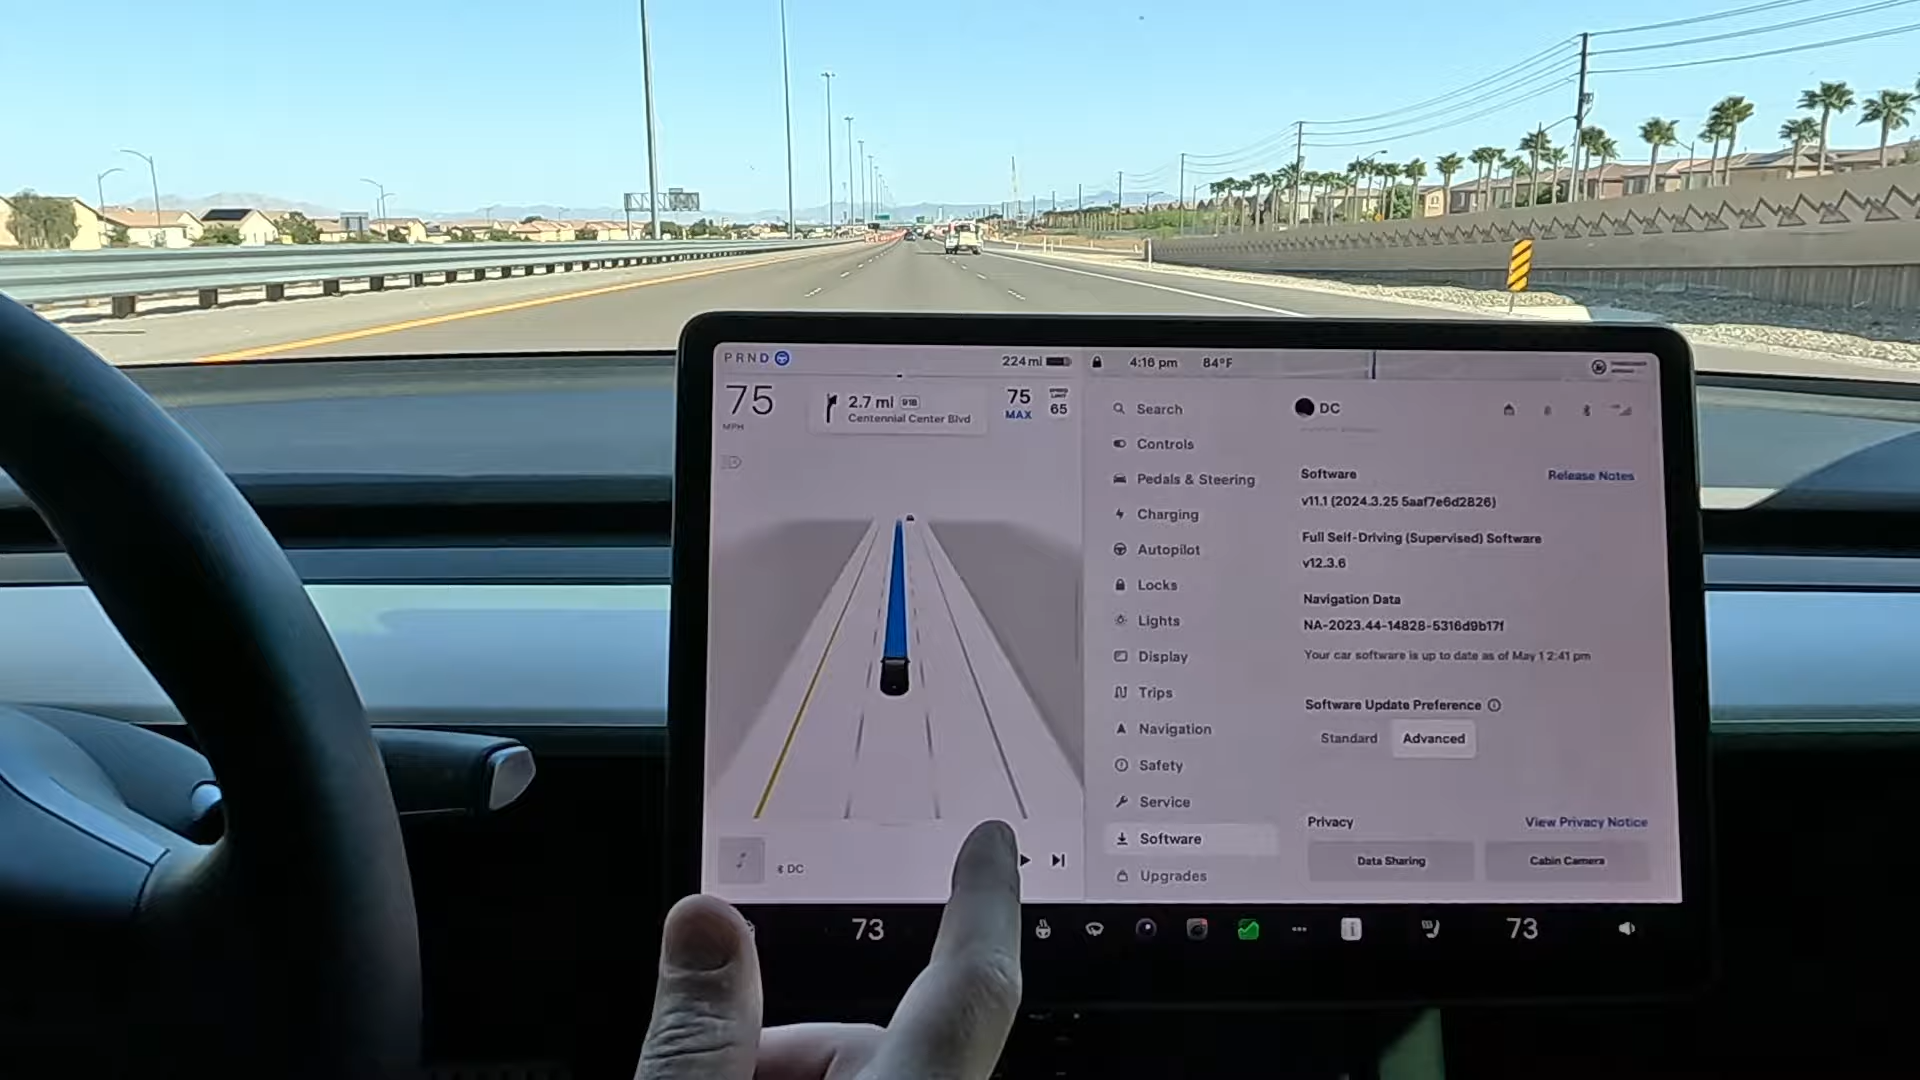 PRND
224 mi
4:16 pm
84°F
75
MPH
2.7 mi 91B
Centennial Center Blvd
75
MAX
SPEED
LIMIT
65
Search
Controls
Pedals & Steering
Charging
Autopilot
Locks
Lights
Display
Trips
Navigation
Safety
Service
Software
Upgrades
DC
Software
Release Notes
v11.1 (2024.3.25 5aaf7e6d2826)
Full Self-Driving (Supervised) Software
v12.3.6
Navigation Data
NA-2023.44-14828-5316d9b17f
Your car software is up to date as of May 1 2:41 pm
Software Update Preference
Standard
Advanced
Privacy
View Privacy Notice
Data Sharing
Cabin Camera
DC
73
73